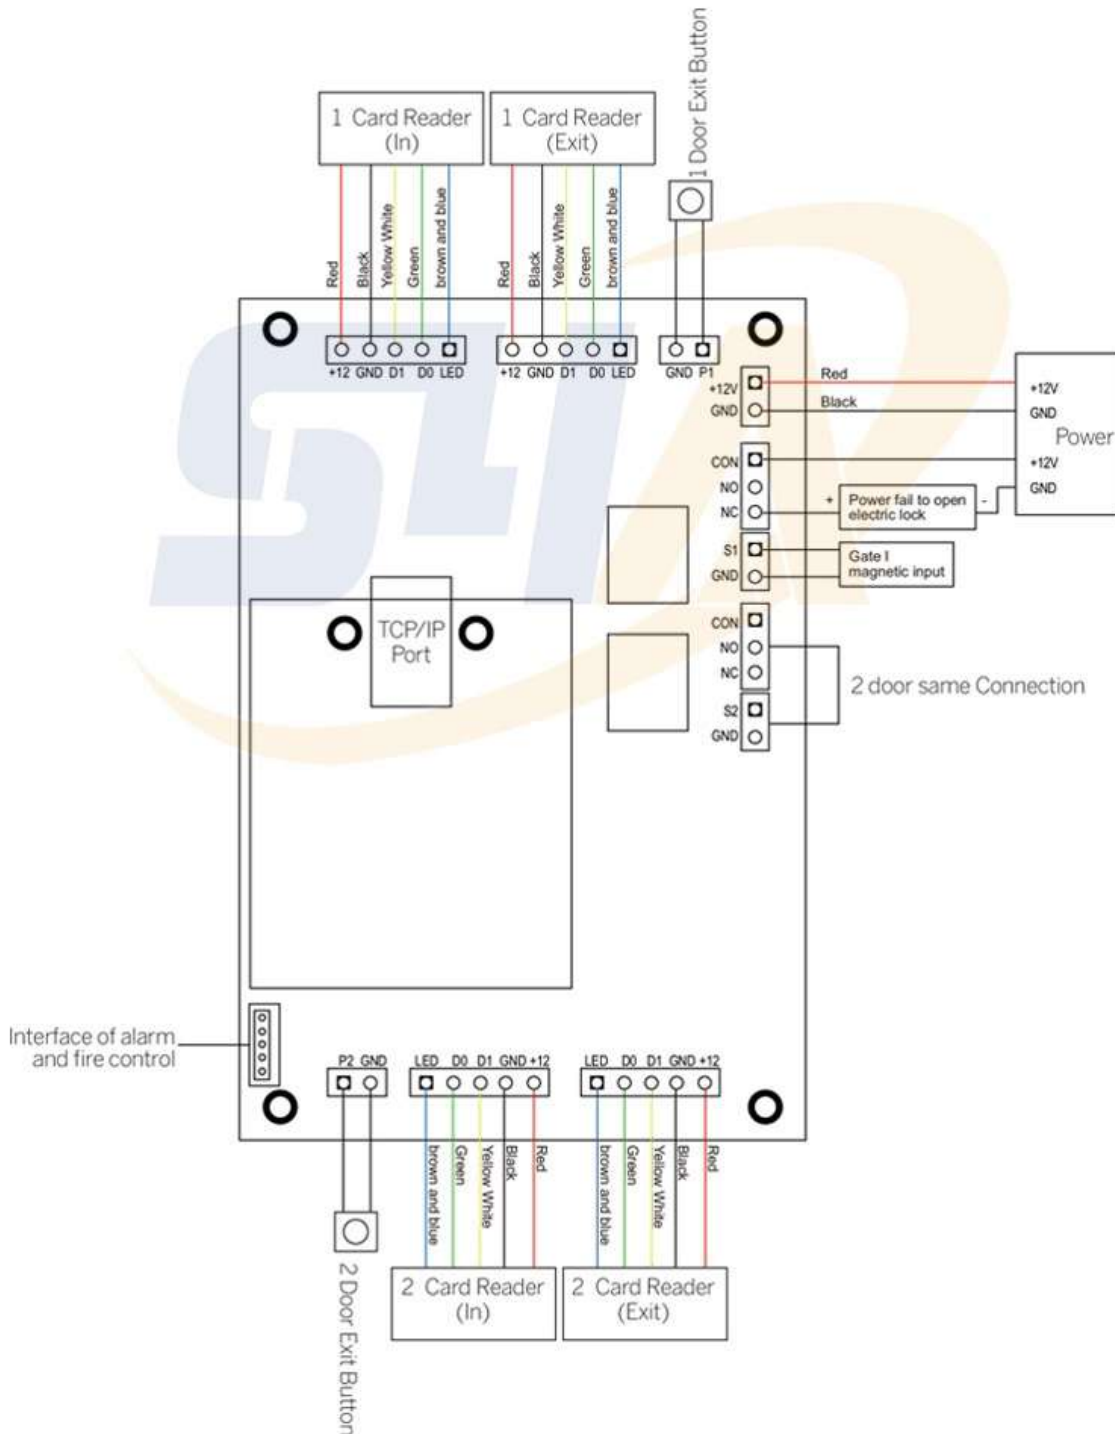 1 Door Exit Button
1 Card Reader
(In)
1 Card Reader
(Exit)
Red
Black
Yellow White
Green
brown and blue
Red
Black
Yellow White
Green
brown and blue
+12 GND D1 D0 LED
+12 GND D1 D0 LED
GND P1
+12V
GND
Red
Black
+12V
GND
Power
+12V
GND
CON
NO
NC
+
Power fail to open
electric lock
-
S1
GND
Gate I
magnetic input
CON
NO
NC
S2
GND
2 door same Connection
TCP/IP
Port
Interface of alarm
and fire control
P2 GND
LED D0 D1 GND +12
LED D0 D1 GND +12
brown and blue
Green
Yellow White
Black
Red
brown and blue
Green
Yellow White
Black
Red
2 Door Exit Button
2 Card Reader
(In)
2 Card Reader
(Exit)